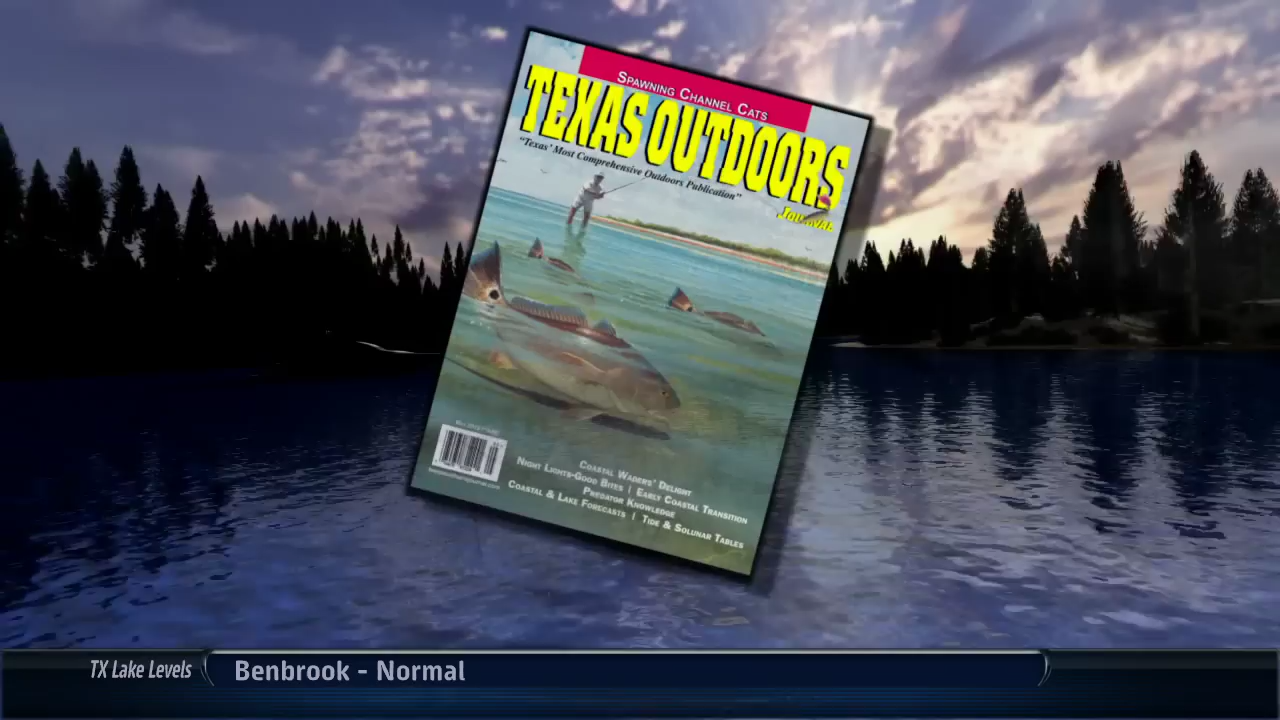 Spawning Channel Cats
TEXAS OUTDOORS
Journal
"Texas' Most Comprehensive Outdoors Publication"
Coastal Waders' Delight
Night Lights-Good Bites | Early Coastal Transition
Predator Knowledge
Coastal & Lake Forecasts | Tide & Solunar Tables
TX Lake Levels
Benbrook - Normal